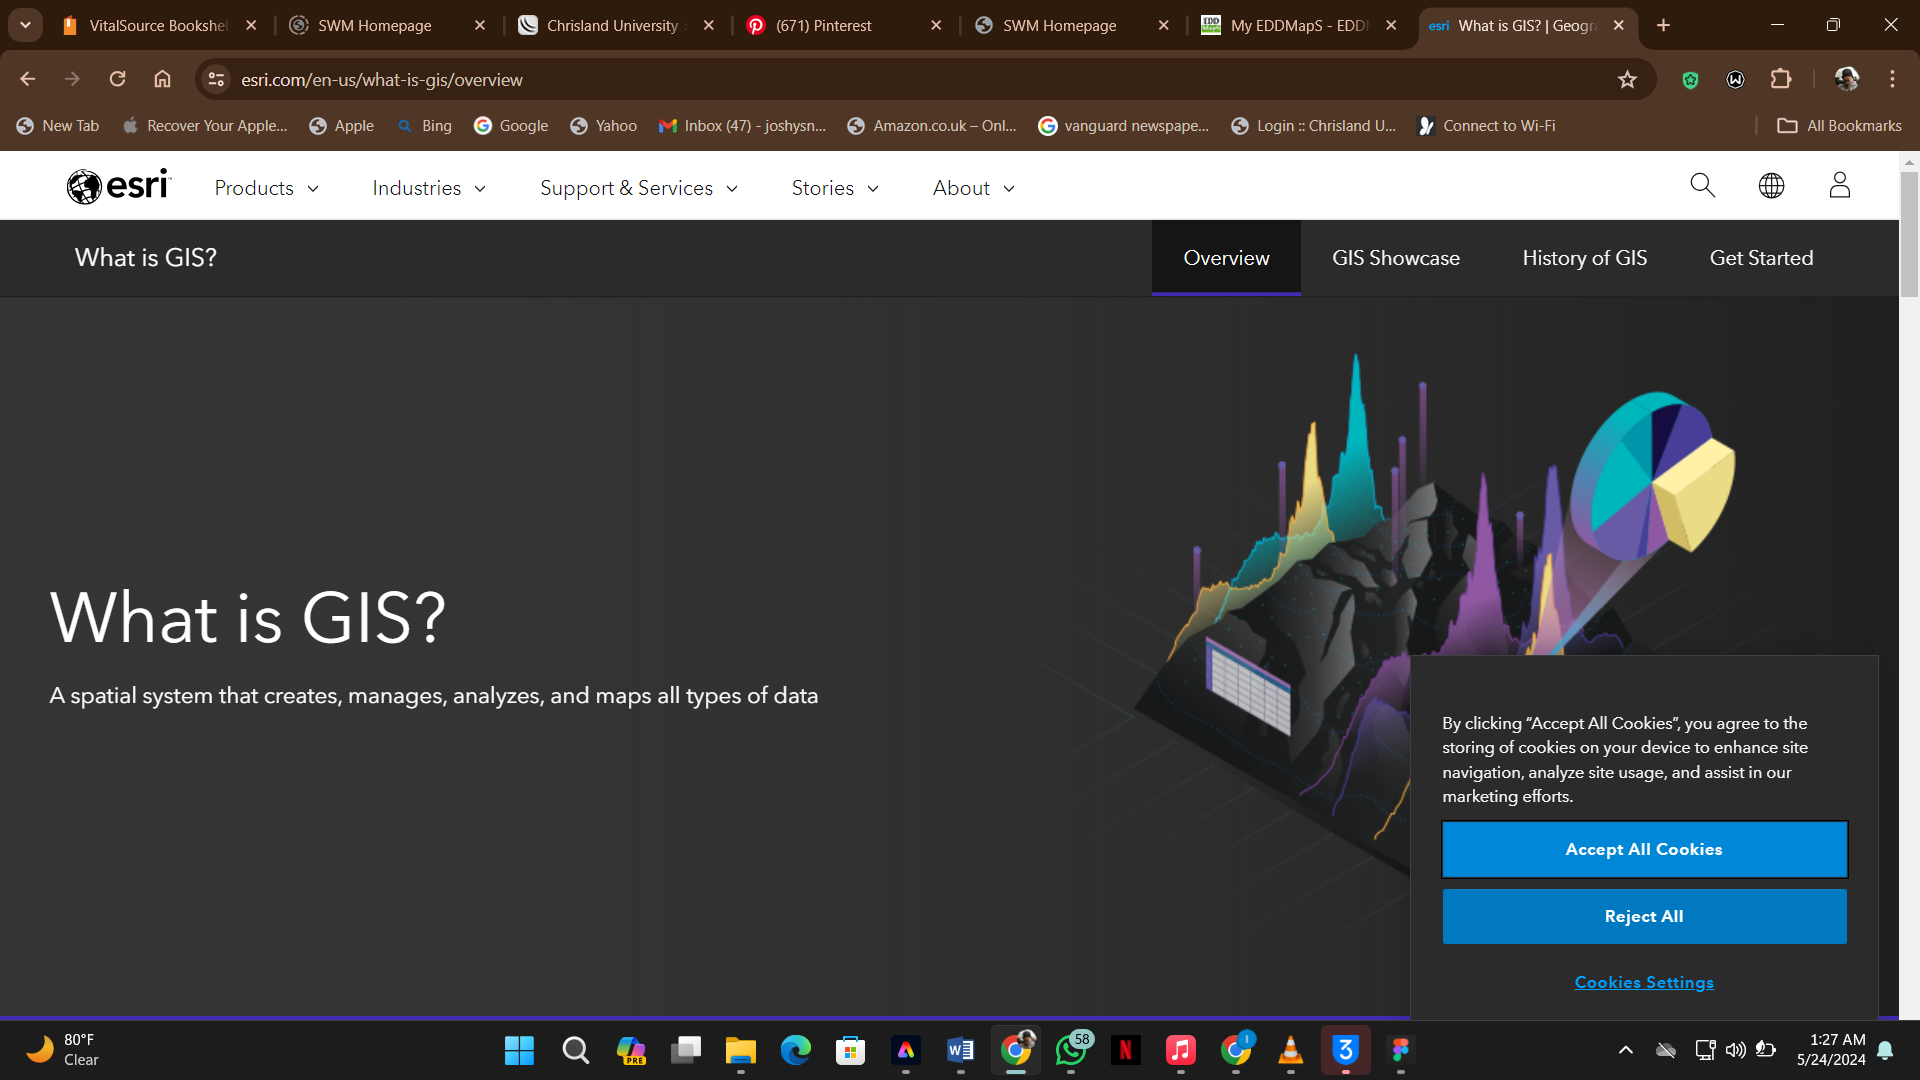 VitalSource Bookshel
SWM Homepage
Chrisland University
(671) Pinterest
SWM Homepage
EDD
My EDDMapS - EDD
esri What is GIS? | Geogra
esri.com/en-us/what-is-gis/overview
New Tab
Recover Your Apple...
Apple
Bing
Google
Yahoo
Inbox (47) - joshysn...
Amazon.co.uk – Onl...
vanguard newspape...
Login :: Chrisland U...
Connect to Wi-Fi
All Bookmarks
esri
Products
Industries
Support & Services
Stories
About
What is GIS?
Overview
GIS Showcase
History of GIS
Get Started
What is GIS?
A spatial system that creates, manages, analyzes, and maps all types of data
By clicking “Accept All Cookies”, you agree to the
storing of cookies on your device to enhance site
navigation, analyze site usage, and assist in our
marketing efforts.
Accept All Cookies
Reject All
Cookies Settings
80°F
Clear
PRE
W
58
N
3
1:27 AM
5/24/2024